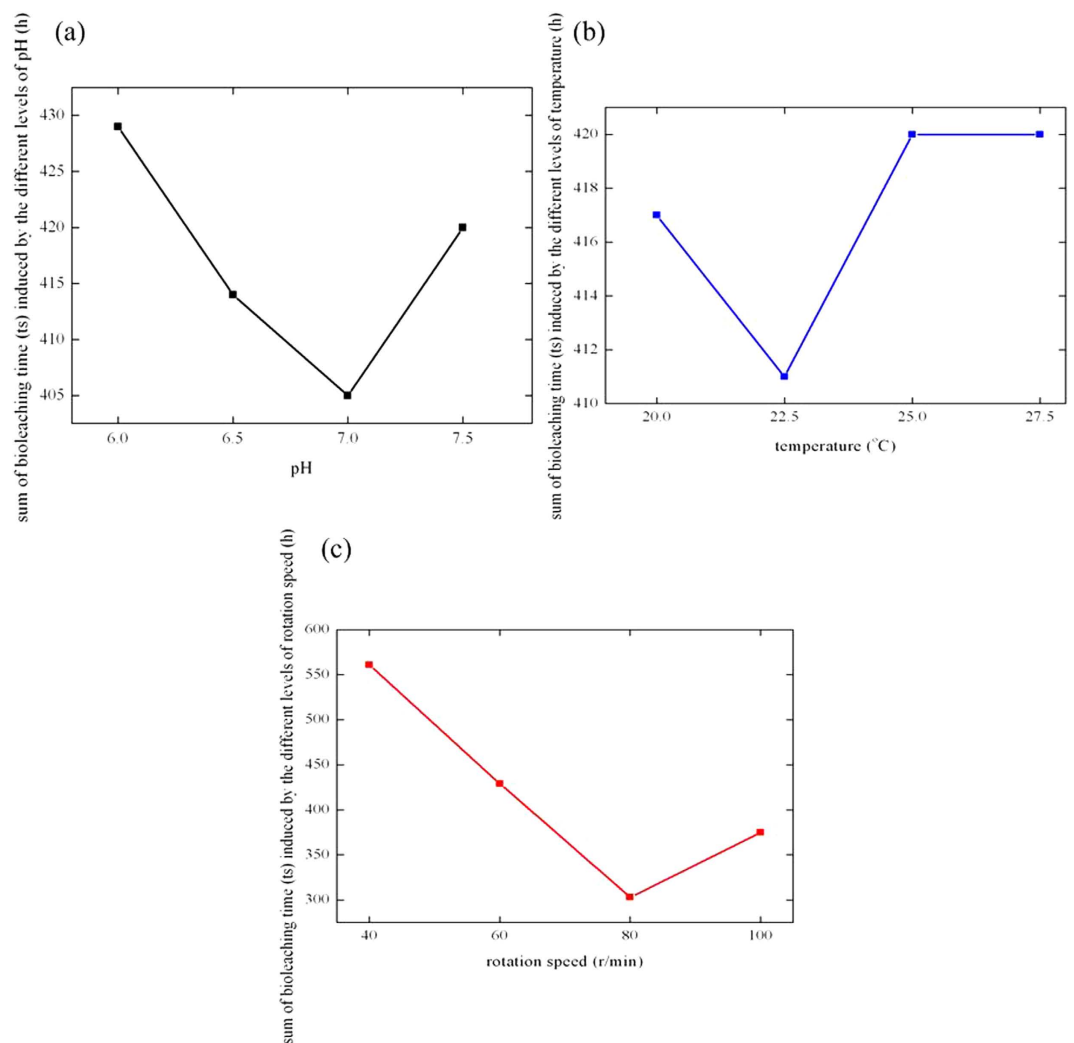 (a)
sum of bioleaching time (ts) induced by the different levels of pH (h)
430
425
420
415
410
405
6.0 6.5 7.0 7.5
pH
(b)
sum of bioleaching time (ts) induced by the different levels of temperature (h)
420
418
416
414
412
410
20.0 22.5 25.0 27.5
temperature (°C)
(c)
sum of bioleaching time (ts) induced by the different levels of rotation speed (h)
600
550
500
450
400
350
300
40 60 80 100
rotation speed (r/min)